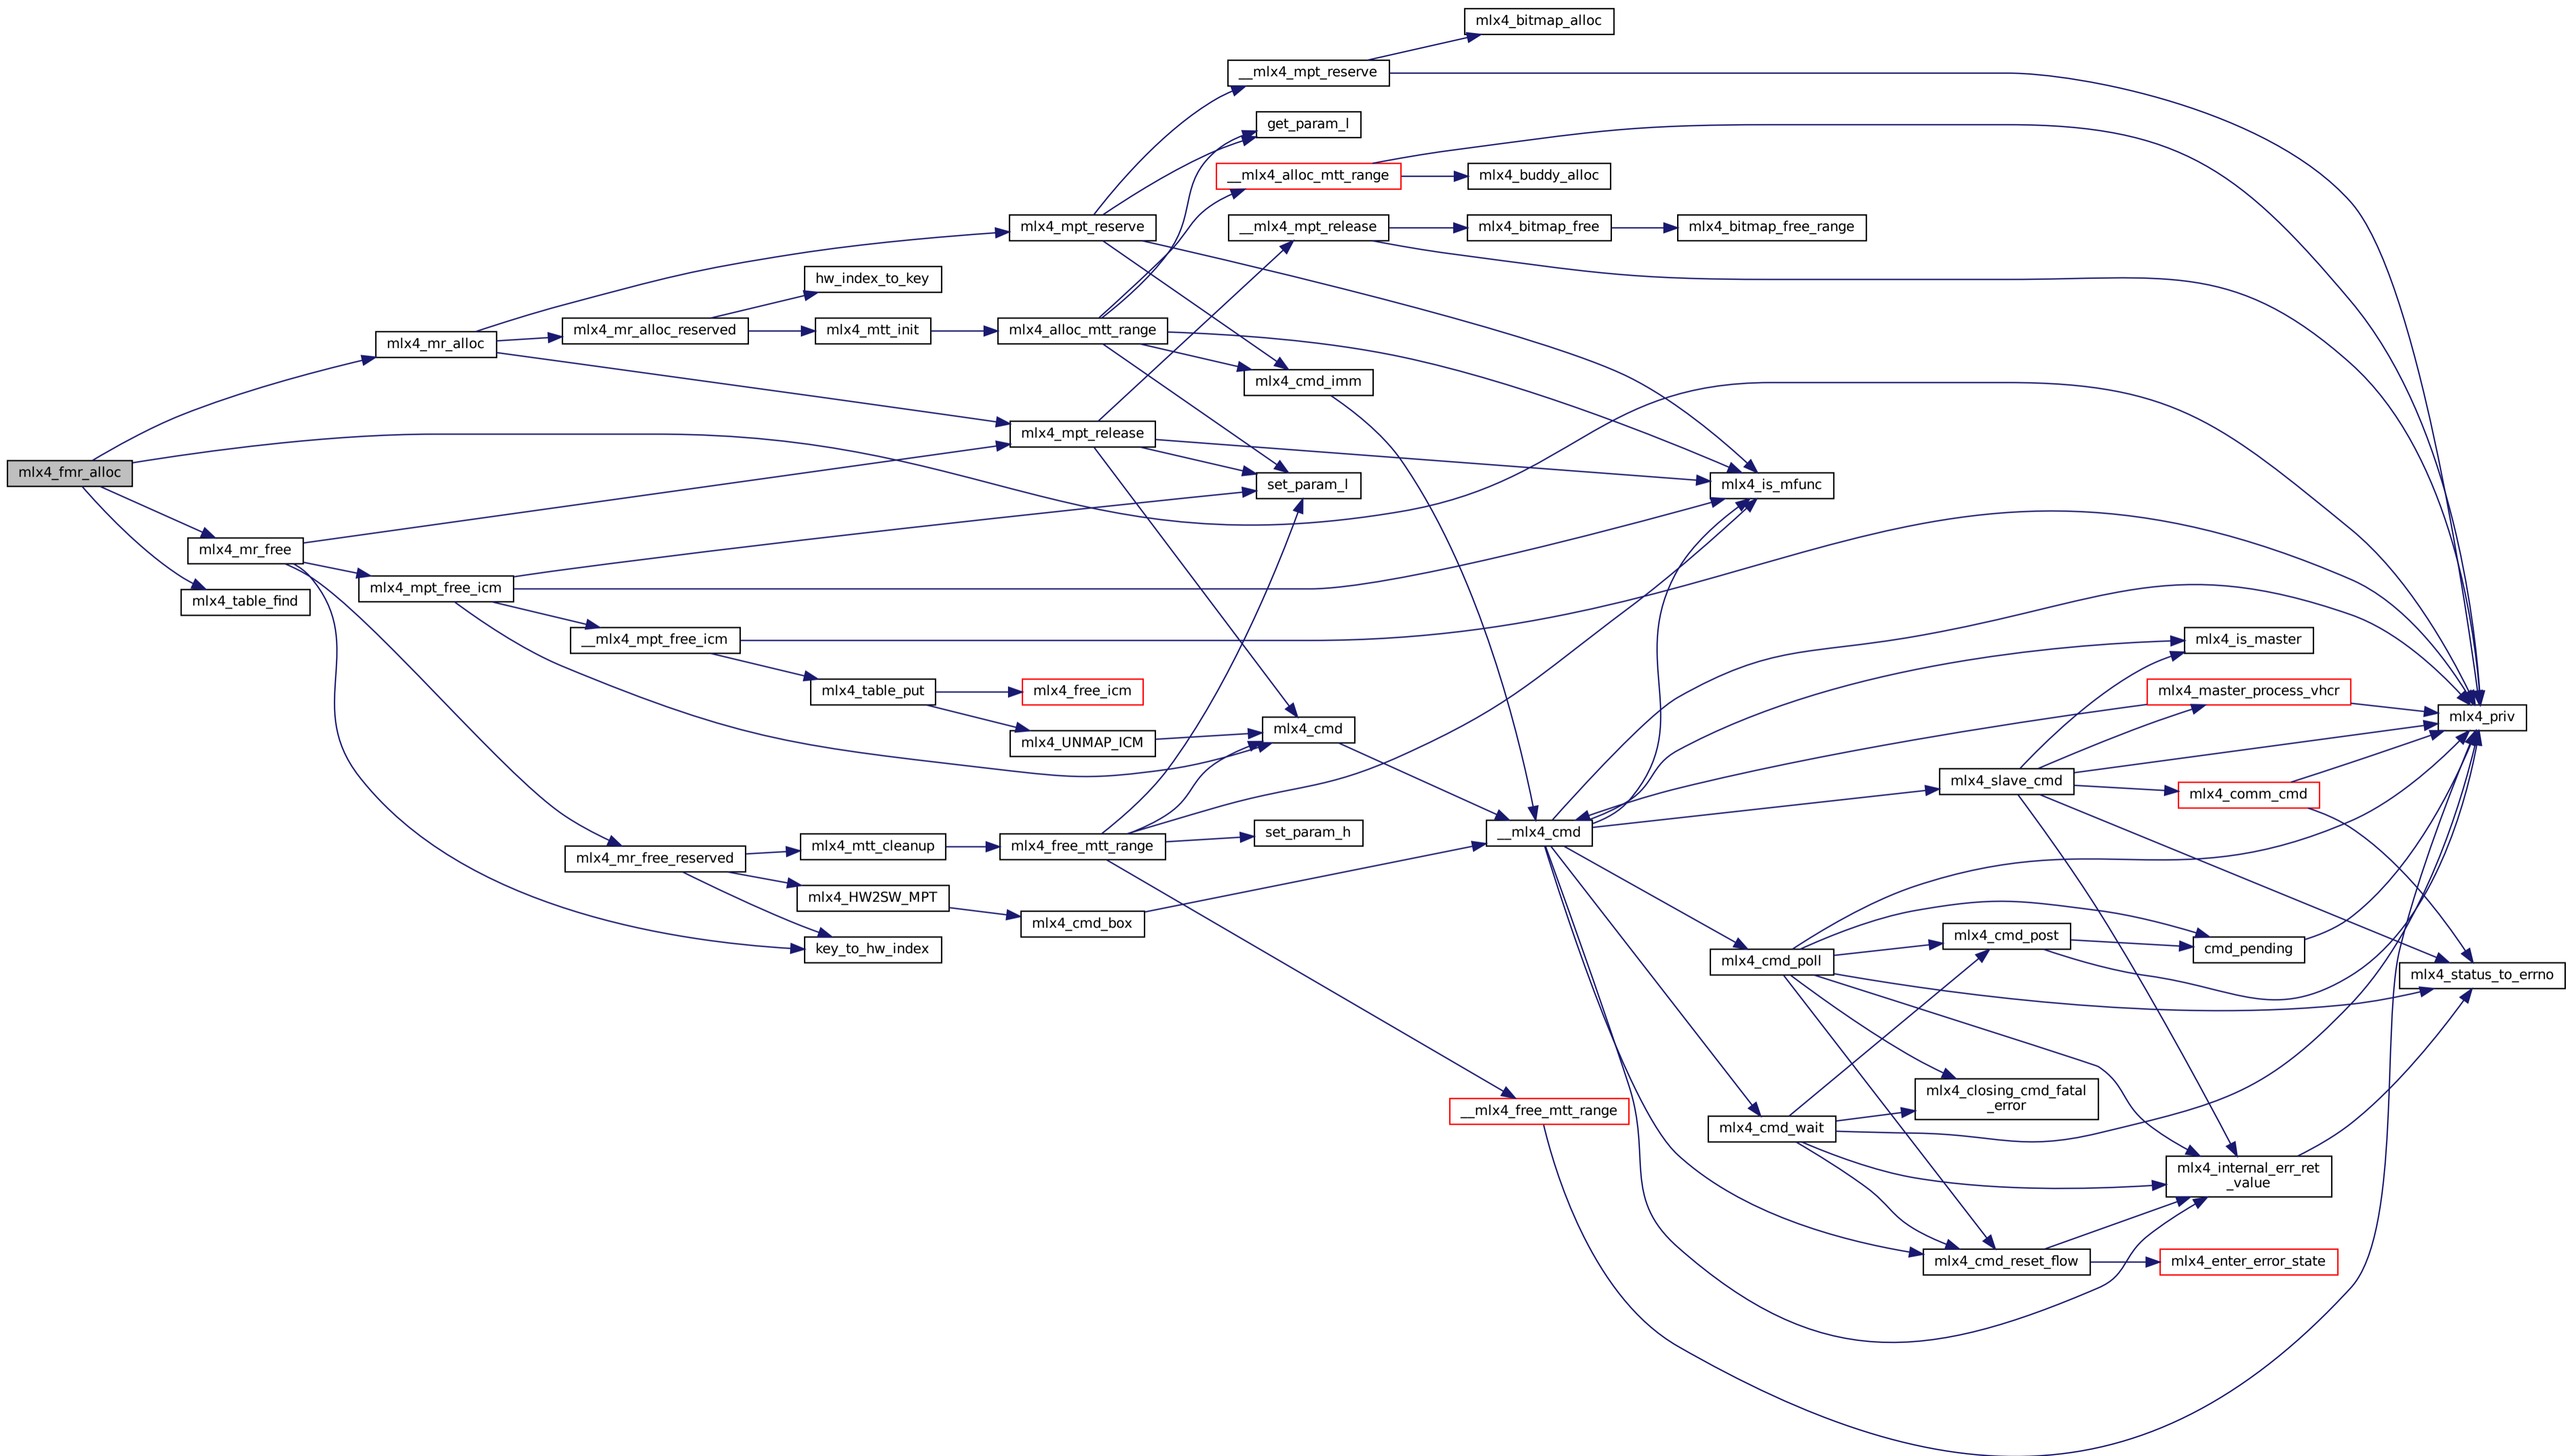 mlx4_bitmap_alloc
__mlx4_mpt_reserve
get_param_l
__mlx4_alloc_mtt_range
mlx4_buddy_alloc
mlx4_mpt_reserve
__mlx4_mpt_release
mlx4_bitmap_free
mlx4_bitmap_free_range
hw_index_to_key
mlx4_mr_alloc
mlx4_mr_alloc_reserved
mlx4_mtt_init
mlx4_alloc_mtt_range
mlx4_cmd_imm
mlx4_mpt_release
mlx4_fmr_alloc
set_param_l
mlx4_is_mfunc
mlx4_mr_free
mlx4_mpt_free_icm
mlx4_table_find
__mlx4_mpt_free_icm
mlx4_is_master
mlx4_table_put
mlx4_free_icm
mlx4_master_process_vhcr
mlx4_priv
mlx4_UNMAP_ICM
mlx4_cmd
mlx4_slave_cmd
mlx4_comm_cmd
set_param_h
__mlx4_cmd
mlx4_mr_free_reserved
mlx4_mtt_cleanup
mlx4_free_mtt_range
mlx4_HW2SW_MPT
mlx4_cmd_box
key_to_hw_index
mlx4_cmd_post
cmd_pending
mlx4_cmd_poll
mlx4_status_to_errno
mlx4_closing_cmd_fatal
_error
__mlx4_free_mtt_range
mlx4_cmd_wait
mlx4_internal_err_ret
_value
mlx4_cmd_reset_flow
mlx4_enter_error_state